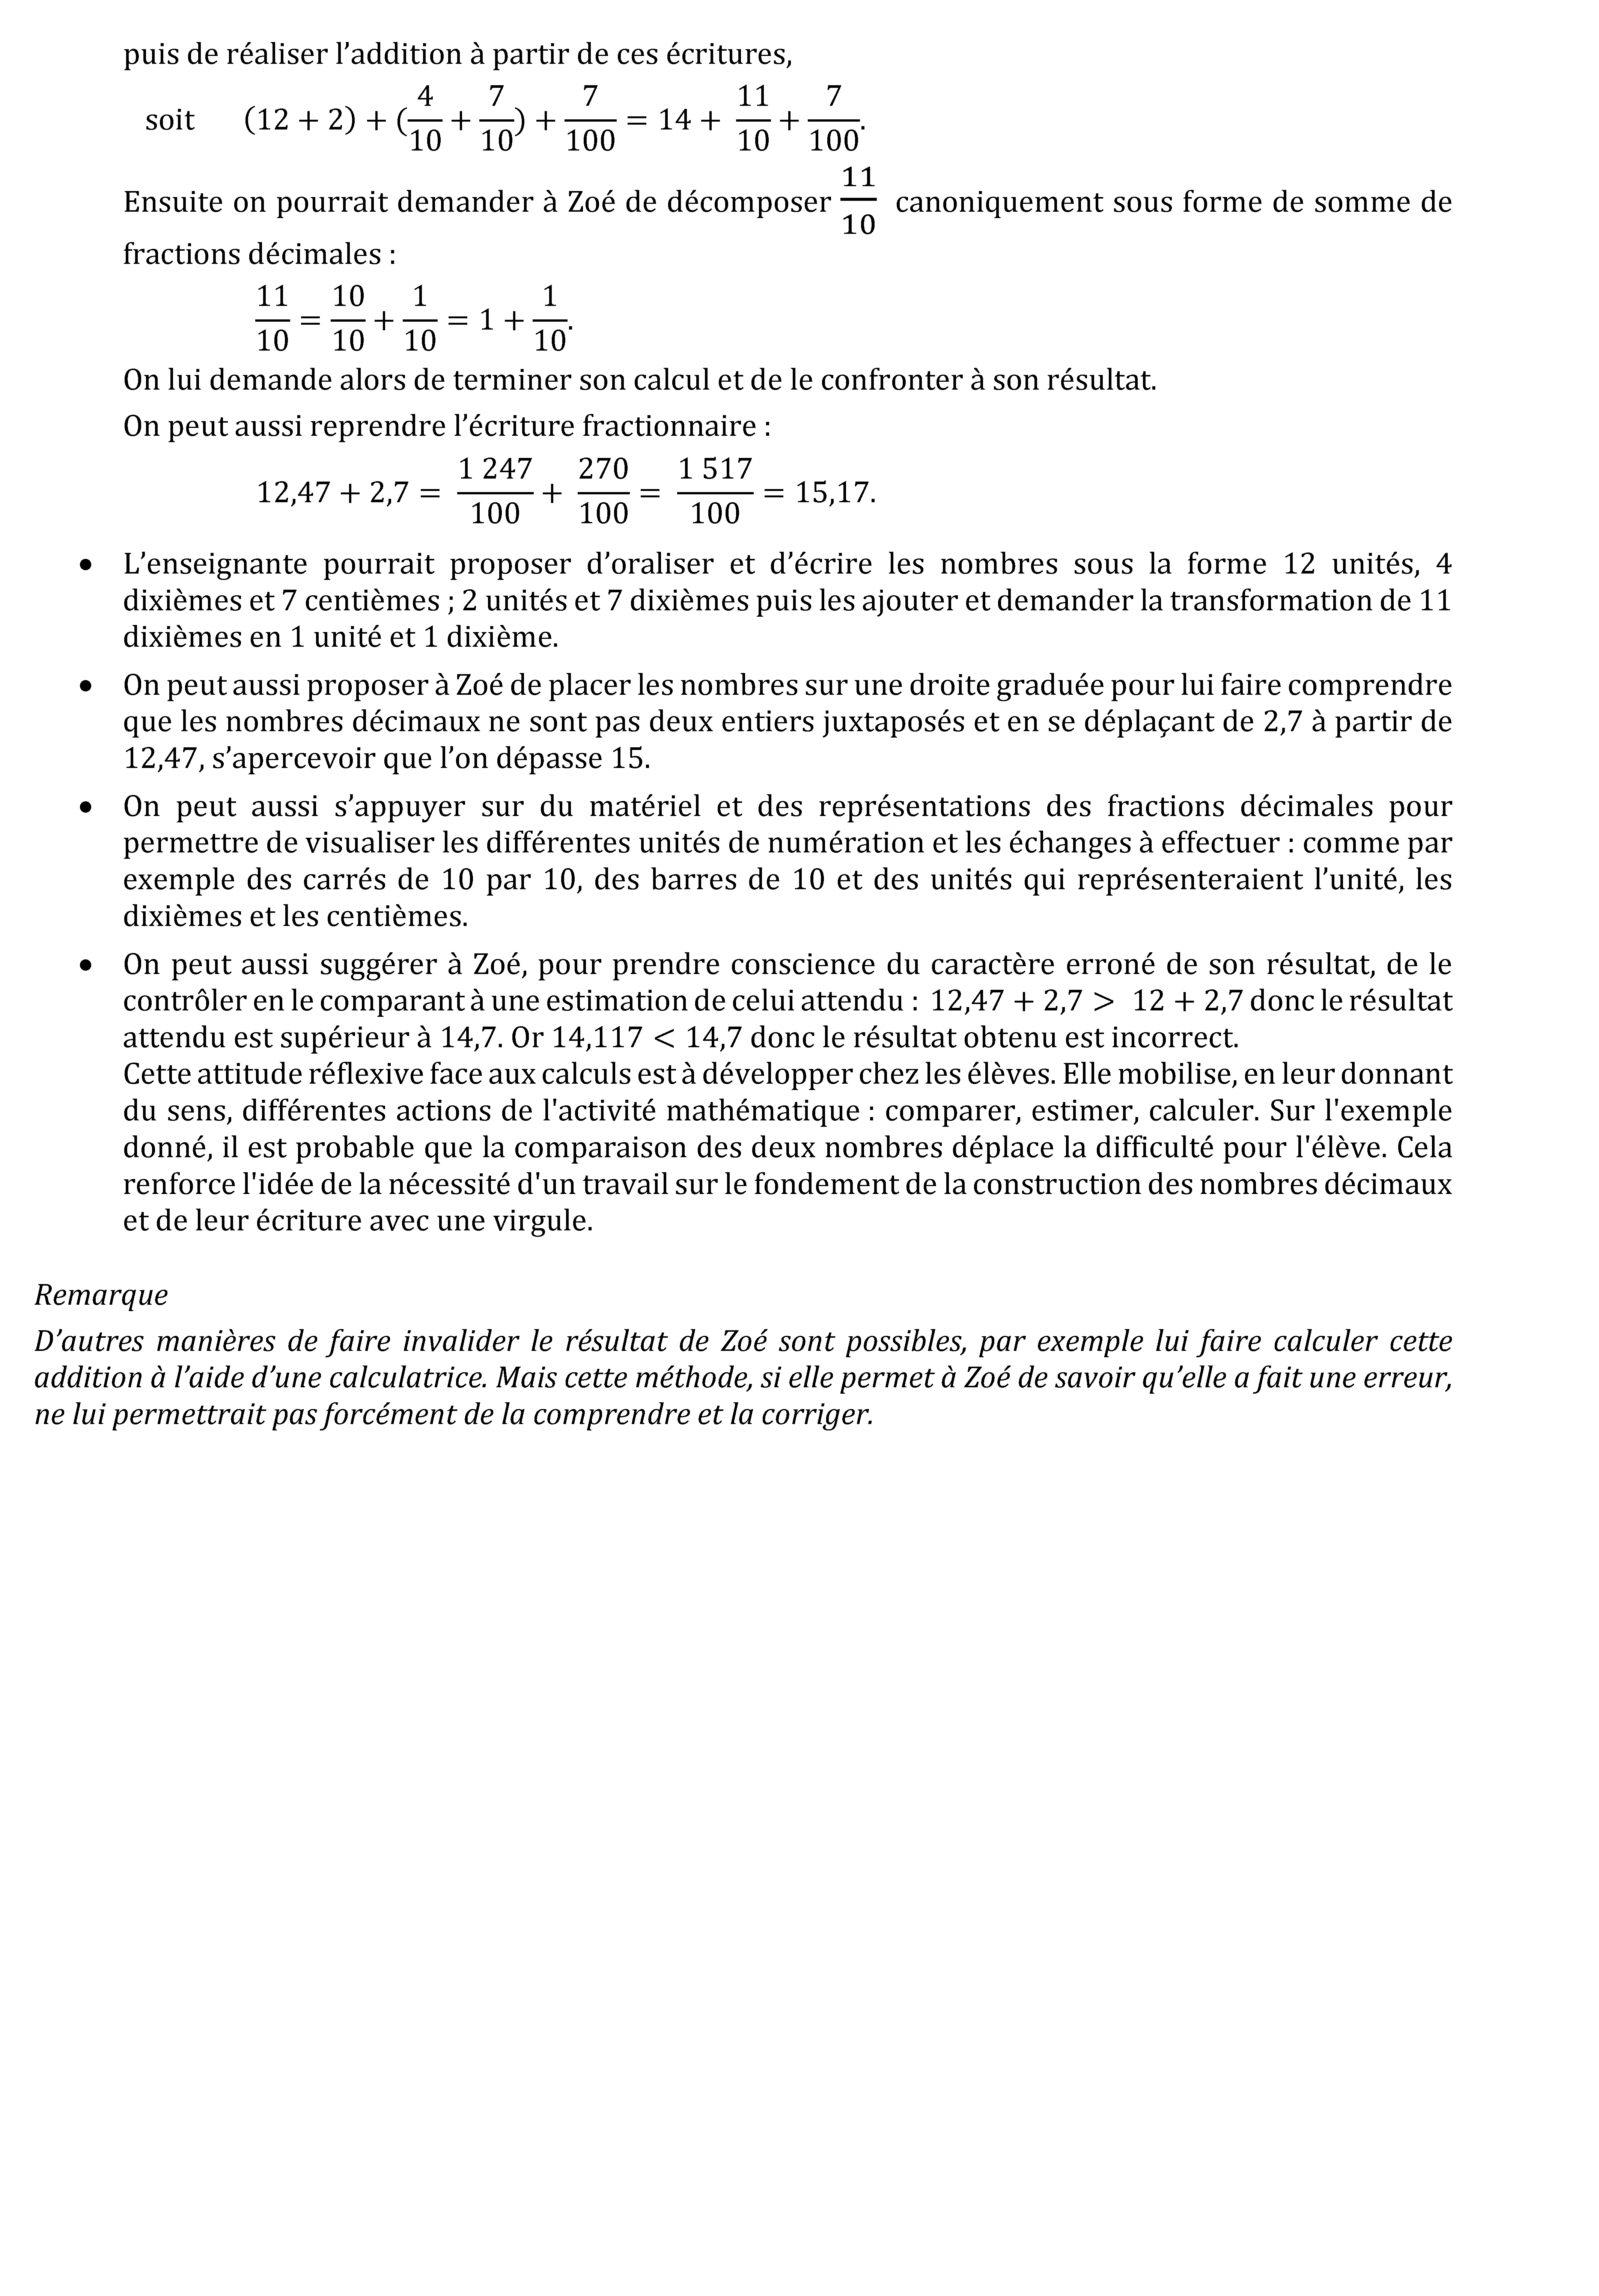 puis de réaliser l’addition à partir de ces écritures,
soit (12 + 2) + (4/10 + 7/10) + 7/100 = 14 + 11/10 + 7/100.
Ensuite on pourrait demander à Zoé de décomposer 11/10 canoniquement sous forme de somme de
fractions décimales :
11/10 = 10/10 + 1/10 = 1 + 1/10.
On lui demande alors de terminer son calcul et de le confronter à son résultat.
On peut aussi reprendre l’écriture fractionnaire :
12,47 + 2,7 = 1 247/100 + 270/100 = 1 517/100 = 15,17.
• L’enseignante pourrait proposer d’oraliser et d’écrire les nombres sous la forme 12 unités, 4
dixièmes et 7 centièmes ; 2 unités et 7 dixièmes puis les ajouter et demander la transformation de 11
dixièmes en 1 unité et 1 dixième.
• On peut aussi proposer à Zoé de placer les nombres sur une droite graduée pour lui faire comprendre
que les nombres décimaux ne sont pas deux entiers juxtaposés et en se déplaçant de 2,7 à partir de
12,47, s’apercevoir que l’on dépasse 15.
• On peut aussi s’appuyer sur du matériel et des représentations des fractions décimales pour
permettre de visualiser les différentes unités de numération et les échanges à effectuer : comme par
exemple des carrés de 10 par 10, des barres de 10 et des unités qui représenteraient l’unité, les
dixièmes et les centièmes.
• On peut aussi suggérer à Zoé, pour prendre conscience du caractère erroné de son résultat, de le
contrôler en le comparant à une estimation de celui attendu : 12,47 + 2,7 > 12 + 2,7 donc le résultat
attendu est supérieur à 14,7. Or 14,117 < 14,7 donc le résultat obtenu est incorrect.
Cette attitude réflexive face aux calculs est à développer chez les élèves. Elle mobilise, en leur donnant
du sens, différentes actions de l'activité mathématique : comparer, estimer, calculer. Sur l'exemple
donné, il est probable que la comparaison des deux nombres déplace la difficulté pour l'élève. Cela
renforce l'idée de la nécessité d'un travail sur le fondement de la construction des nombres décimaux
et de leur écriture avec une virgule.
Remarque
D’autres manières de faire invalider le résultat de Zoé sont possibles, par exemple lui faire calculer cette
addition à l’aide d’une calculatrice. Mais cette méthode, si elle permet à Zoé de savoir qu’elle a fait une erreur,
ne lui permettrait pas forcément de la comprendre et la corriger.